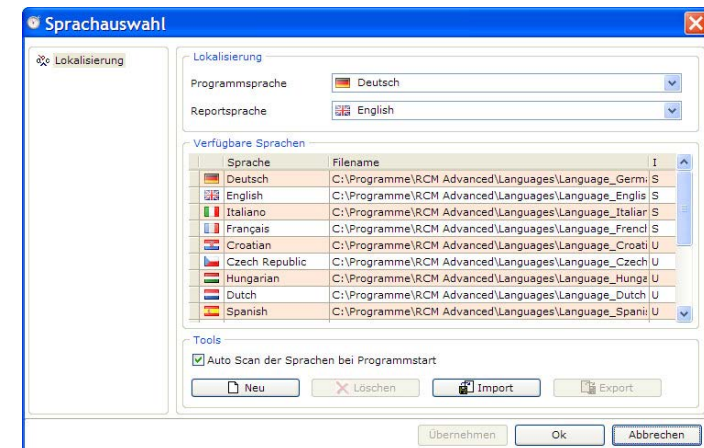 Sprachauswahl
Lokalisierung
Lokalisierung
Programmsprache Deutsch
Reportsprache English
Verfügbare Sprachen
Sprache Filename I
Deutsch C:\Programme\RCM Advanced\Languages\Language_Germa S
English C:\Programme\RCM Advanced\Languages\Language_Englis S
Italiano C:\Programme\RCM Advanced\Languages\Language_Italian S
Français C:\Programme\RCM Advanced\Languages\Language_French S
Croatian C:\Programme\RCM Advanced\Languages\Language_Croati U
Czech Republic C:\Programme\RCM Advanced\Languages\Language_Czech U
Hungarian C:\Programme\RCM Advanced\Languages\Language_Hunga U
Dutch C:\Programme\RCM Advanced\Languages\Language_Dutch U
Spanish C:\Programme\RCM Advanced\Languages\Language_Spani U
Tools
Auto Scan der Sprachen bei Programmstart
Neu Löschen Import Export
Übernehmen Ok Abbrechen